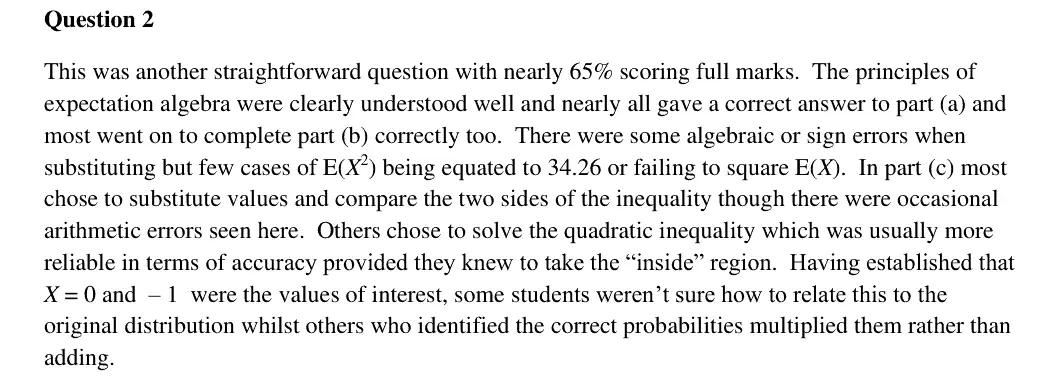 Question 2
This was another straightforward question with nearly 65% scoring full marks.  The principles of
expectation algebra were clearly understood well and nearly all gave a correct answer to part (a) and
most went on to complete part (b) correctly too.  There were some algebraic or sign errors when
substituting but few cases of E(X²) being equated to 34.26 or failing to square E(X).  In part (c) most
chose to substitute values and compare the two sides of the inequality though there were occasional
arithmetic errors seen here.  Others chose to solve the quadratic inequality which was usually more
reliable in terms of accuracy provided they knew to take the “inside” region.  Having established that
X = 0 and  – 1  were the values of interest, some students weren’t sure how to relate this to the
original distribution whilst others who identified the correct probabilities multiplied them rather than
adding.